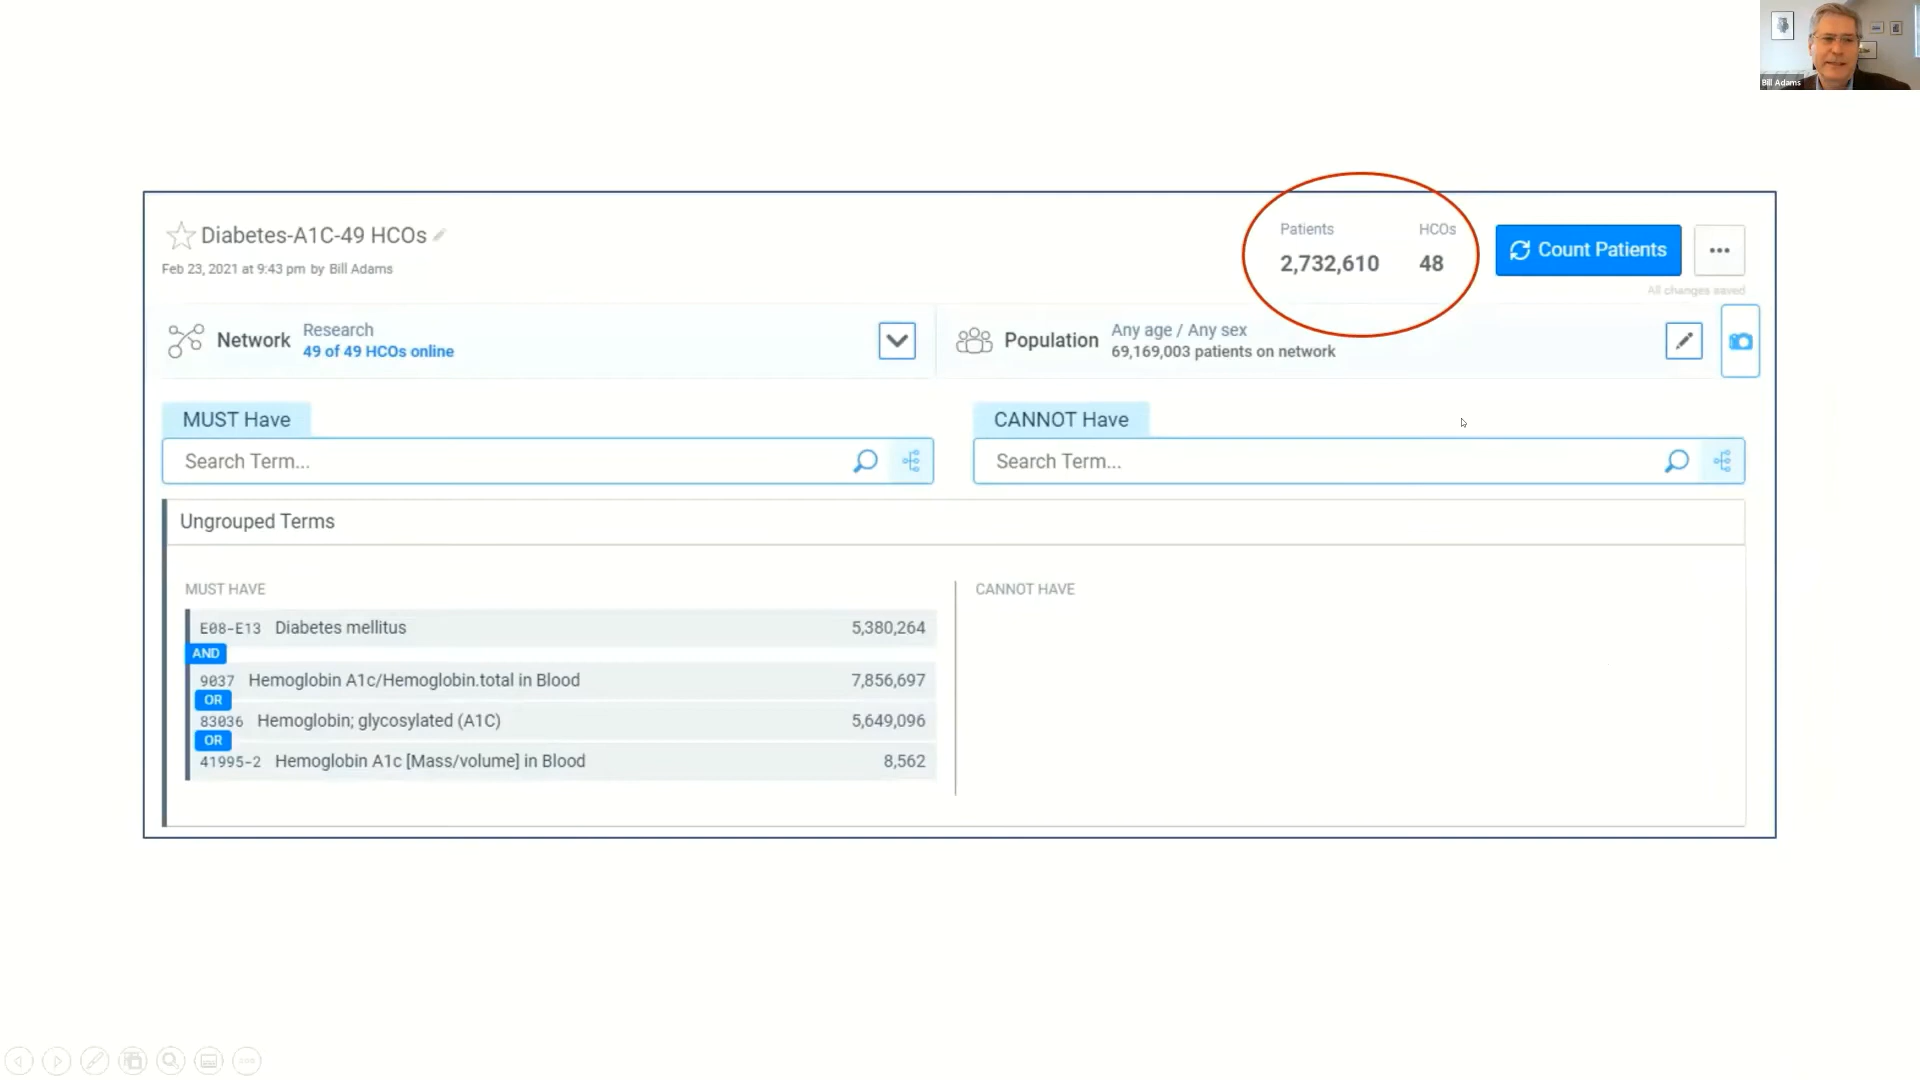 Bill Adams
Diabetes-A1C-49 HCOs
Feb 23, 2021 at 9:43 pm by Bill Adams
Patients HCOs
2,732,610 48
Count Patients
All changes saved
Network
Research
49 of 49 HCOs online
Population
Any age / Any sex
69,169,003 patients on network
MUST Have
Search Term...
CANNOT Have
Search Term...
Ungrouped Terms
MUST HAVE
E08-E13 Diabetes mellitus 5,380,264
AND
9037 Hemoglobin A1c/Hemoglobin.total in Blood 7,856,697
OR
83036 Hemoglobin; glycosylated (A1C) 5,649,096
OR
41995-2 Hemoglobin A1c [Mass/volume] in Blood 8,562
CANNOT HAVE